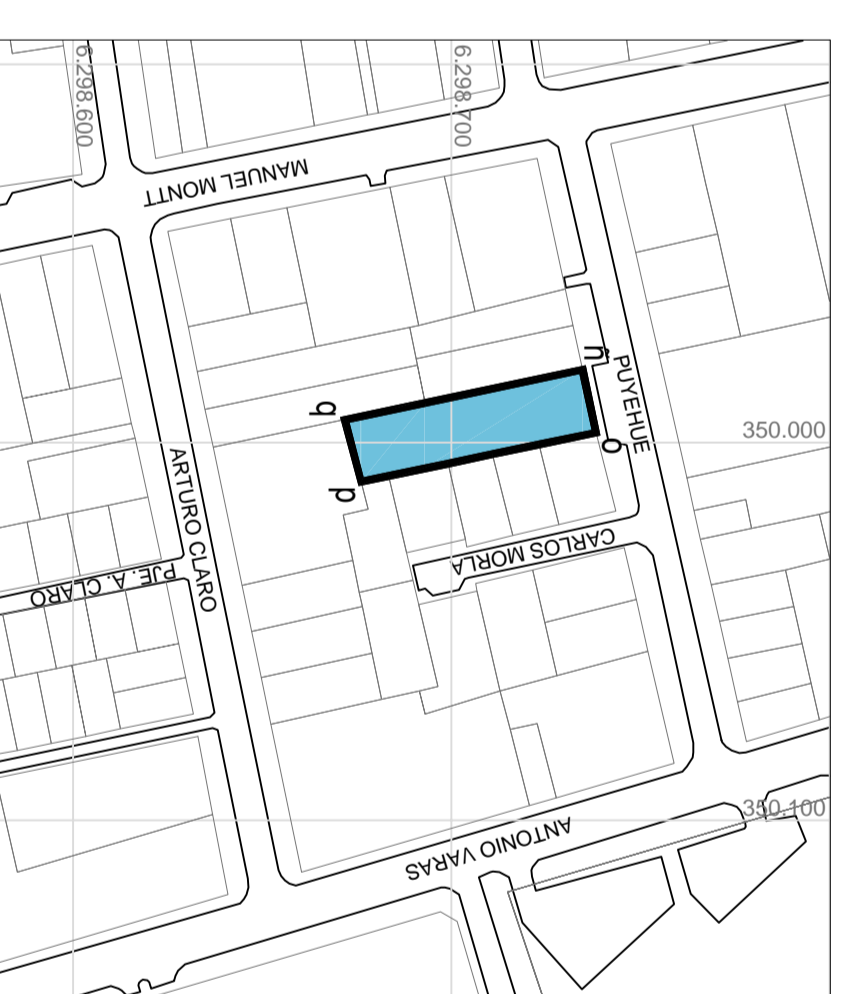 6.298.600
6.298.700
MANUEL MONTT
ñ
PUYEHUE
q
350.000
o
ARTURO CLARO
p
CARLOS MORLA
PJE. A. CLARO
350.100
ANTONIO VARAS